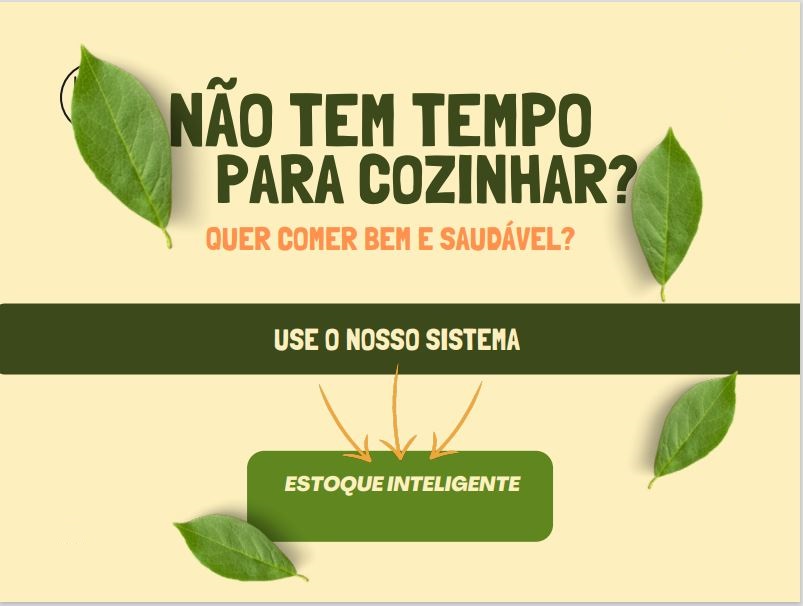 NÃO TEM TEMPO
PARA COZINHAR?
QUER COMER BEM E SAUDÁVEL?
USE O NOSSO SISTEMA
ESTOQUE INTELIGENTE